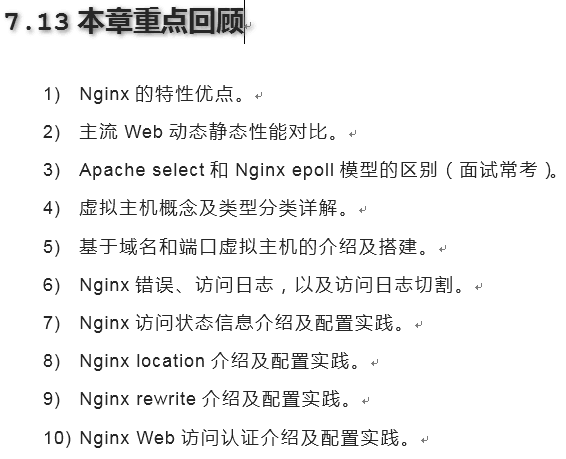 7.13 本章重点回顾
1) Nginx 的特性优点。
2) 主流 Web 动态静态性能对比。
3) Apache select 和 Nginx epoll 模型的区别（面试常考）。
4) 虚拟主机概念及类型分类详解。
5) 基于域名和端口虚拟主机的介绍及搭建。
6) Nginx 错误、访问日志，以及访问日志切割。
7) Nginx 访问状态信息介绍及配置实践。
8) Nginx location 介绍及配置实践。
9) Nginx rewrite 介绍及配置实践。
10) Nginx Web 访问认证介绍及配置实践。